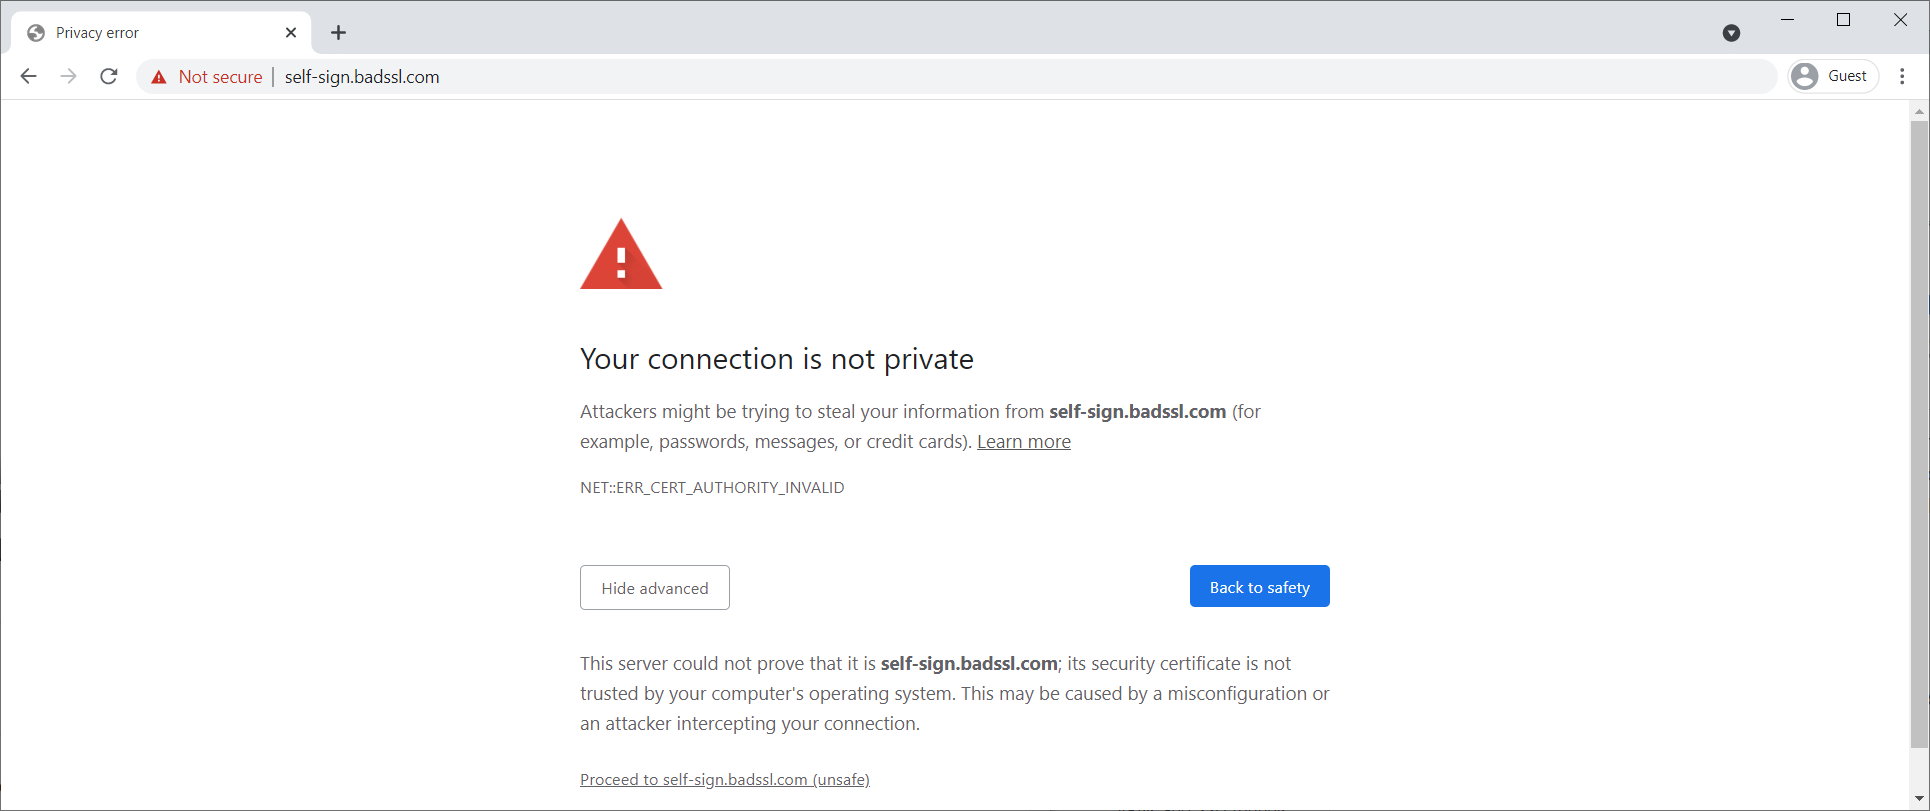 Privacy error
Not secure | self-sign.badssl.com
Guest
Your connection is not private
Attackers might be trying to steal your information from self-sign.badssl.com (for
example, passwords, messages, or credit cards). Learn more
NET::ERR_CERT_AUTHORITY_INVALID
Hide advanced
Back to safety
This server could not prove that it is self-sign.badssl.com; its security certificate is not
trusted by your computer's operating system. This may be caused by a misconfiguration or
an attacker intercepting your connection.
Proceed to self-sign.badssl.com (unsafe)